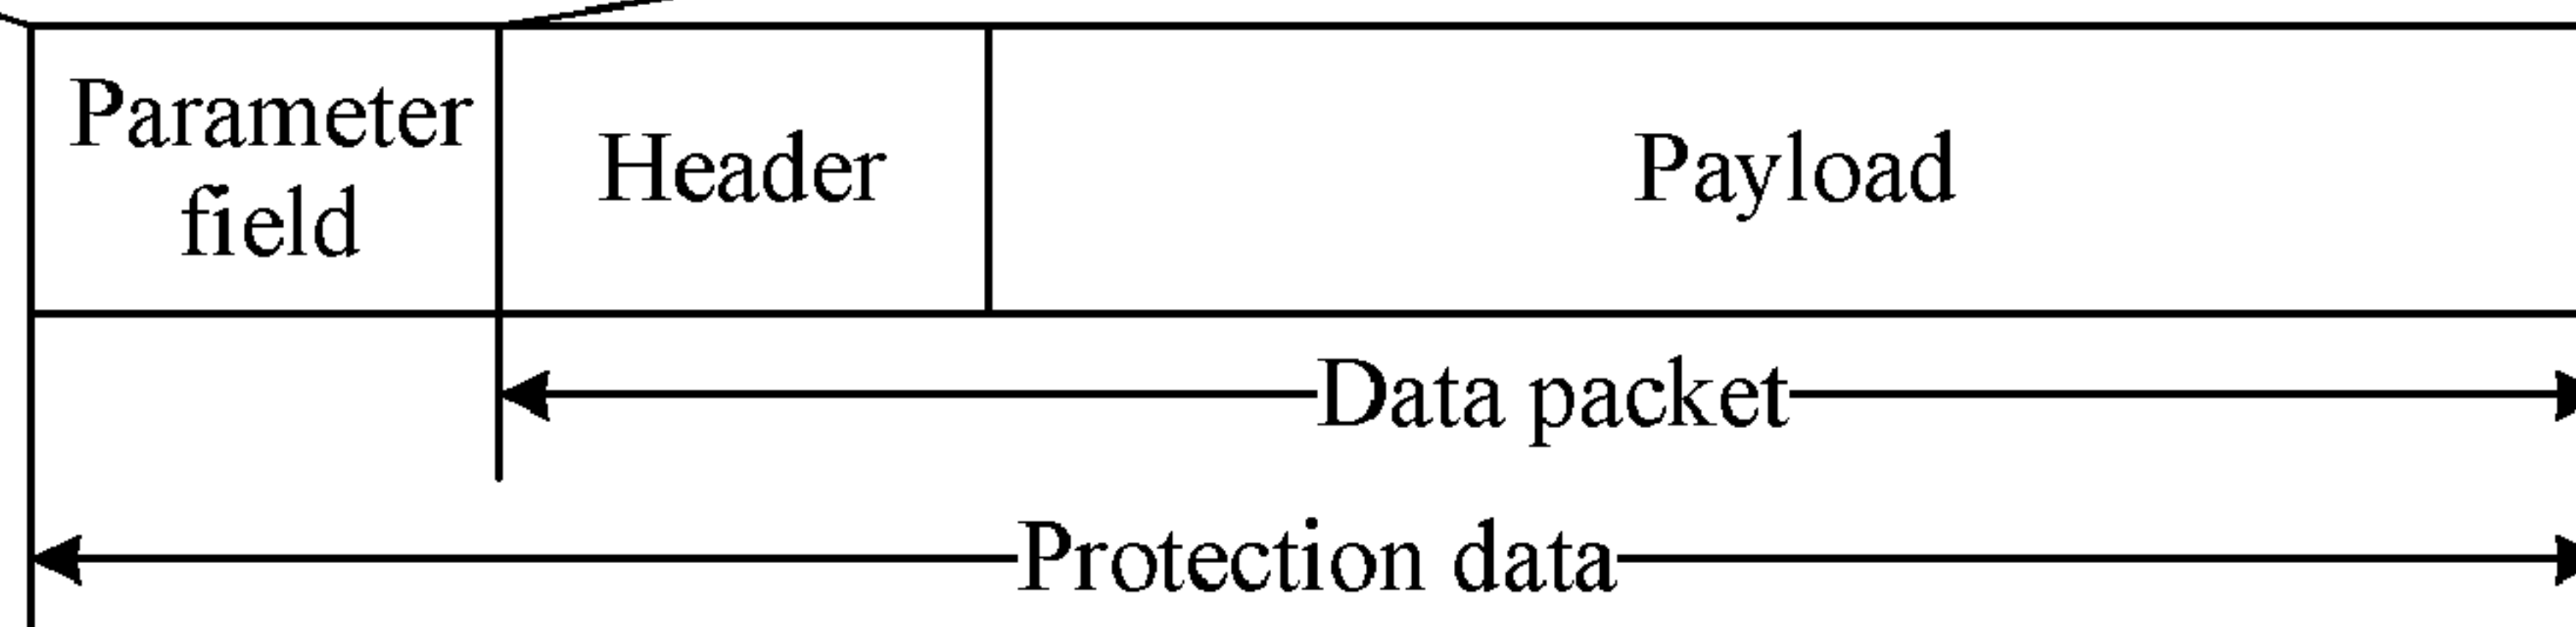 Parameter
field
Header
Payload
Data packet
Protection data